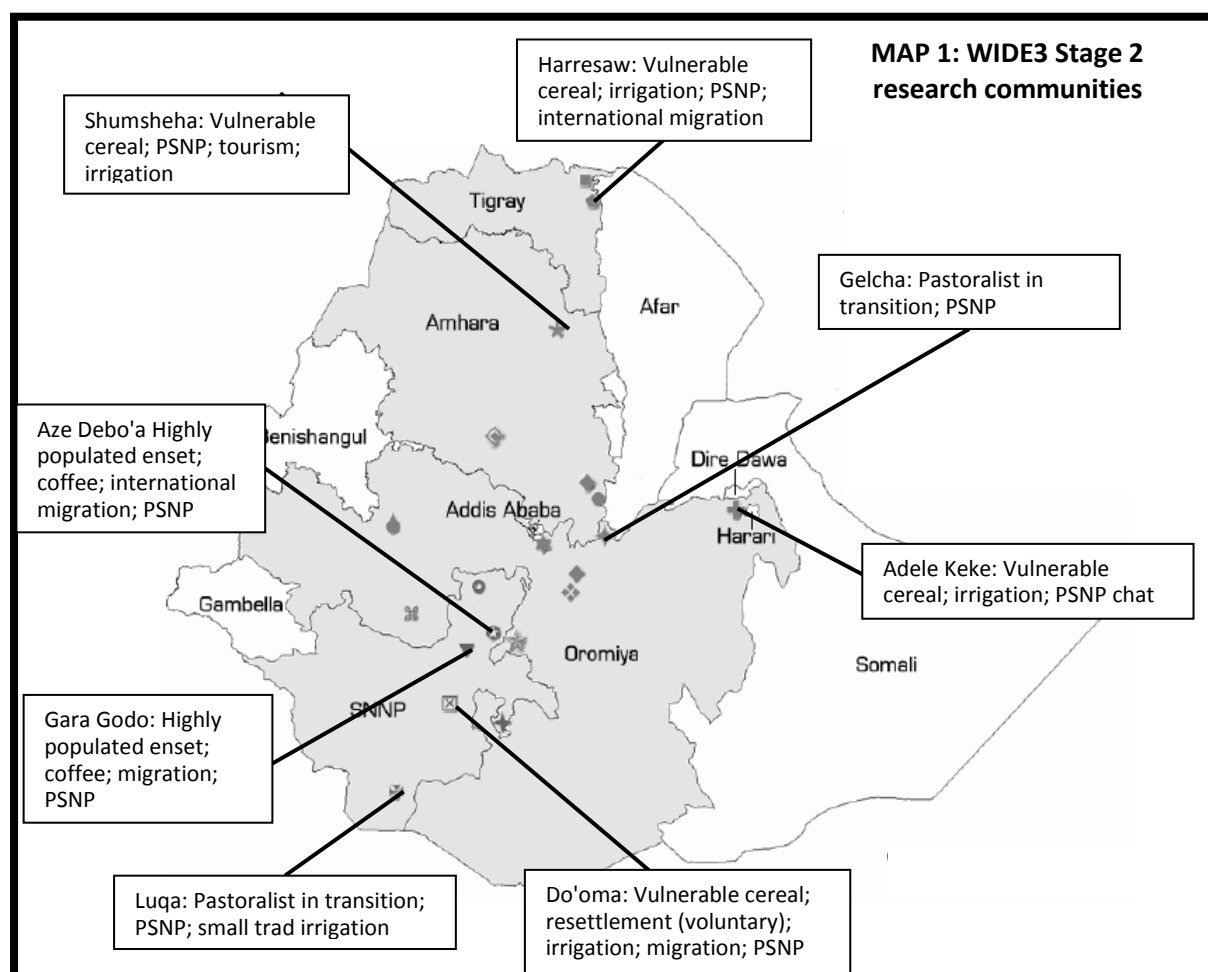 MAP 1: WIDE3 Stage 2
research communities
Harresaw: Vulnerable
cereal; irrigation; PSNP;
international migration
Shumsheha: Vulnerable
cereal; PSNP; tourism;
irrigation
Tigray
Gelcha: Pastoralist in
transition; PSNP
Afar
Amhara
Aze Debo'a Highly
populated enset;
coffee; international
migration; PSNP
Benishangul
Dire Dawa
Addis Ababa
Harari
Adele Keke: Vulnerable
cereal; irrigation; PSNP chat
Gambella
Oromiya
Somali
Gara Godo: Highly
populated enset;
coffee; migration;
PSNP
SNNP
Luqa: Pastoralist in transition;
PSNP; small trad irrigation
Do'oma: Vulnerable cereal;
resettlement (voluntary);
irrigation; migration; PSNP